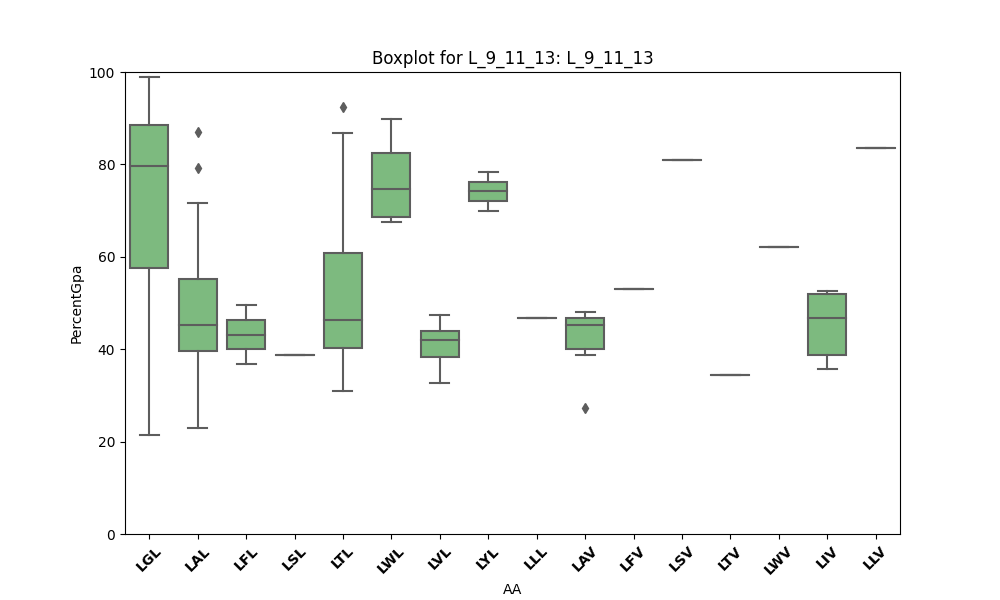 Boxplot for L_9_11_13: L_9_11_13
100
80
60
40
20
0
PercentGpa
LGL LAL LFL LSL LTL LWL LVL LYL LLL LAV LFV LSV LTV LWV LIV LLV
AA